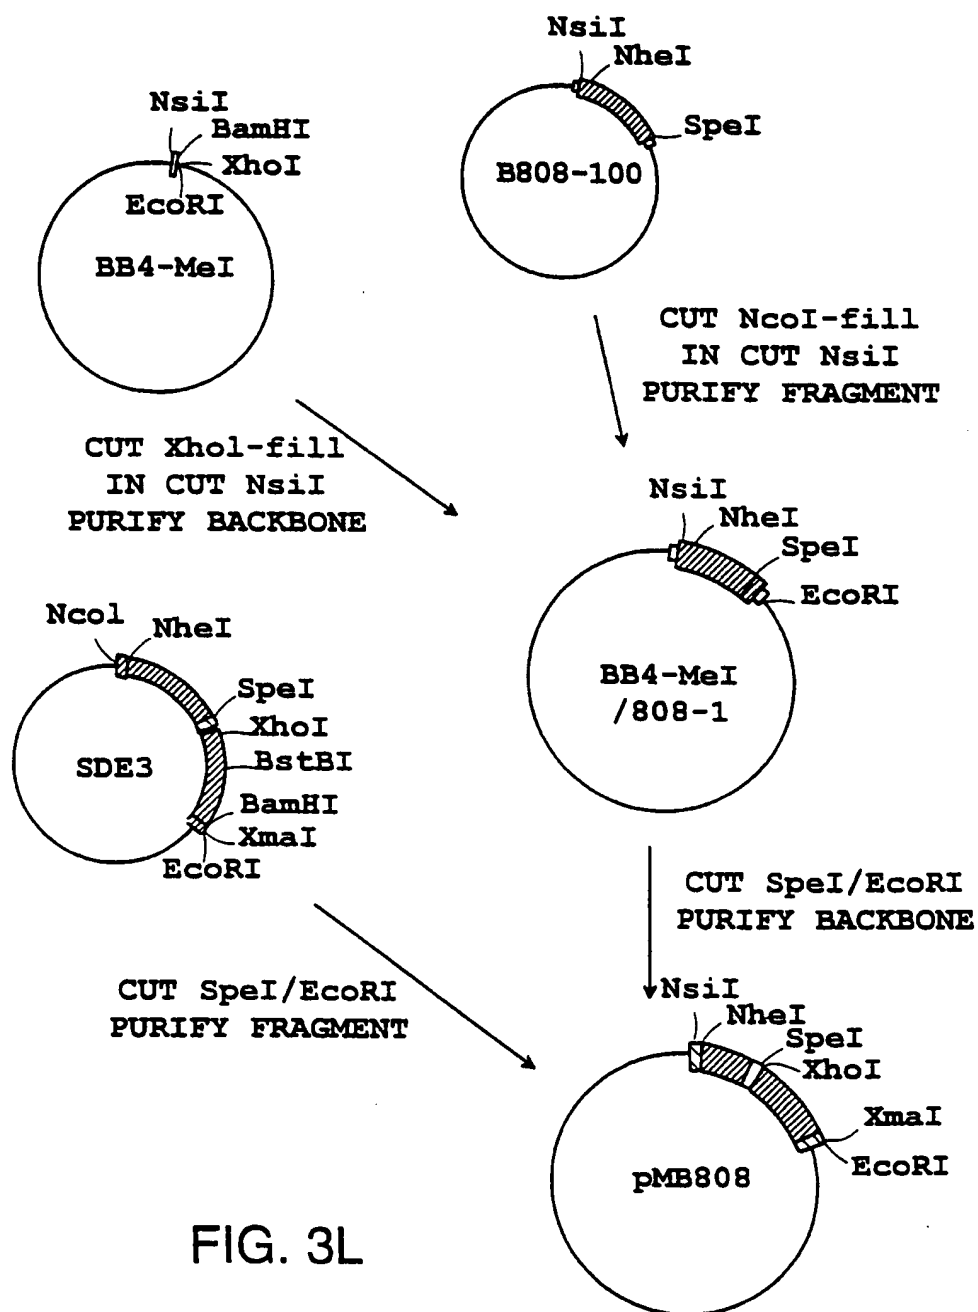 NsiI
NheI
SpeI
B808-100
NsiI
BamHI
XhoI
EcoRI
BB4-MeI
CUT NcoI-fill
IN CUT NsiI
PURIFY FRAGMENT
CUT Xhol-fill
IN CUT NsiI
PURIFY BACKBONE
NsiI
NheI
SpeI
EcoRI
BB4-MeI
/808-1
Ncol
NheI
SpeI
XhoI
BstBI
BamHI
XmaI
EcoRI
SDE3
CUT SpeI/EcoRI
PURIFY BACKBONE
CUT SpeI/EcoRI
PURIFY FRAGMENT
NsiI
NheI
SpeI
XhoI
XmaI
EcoRI
pMB808
FIG. 3L